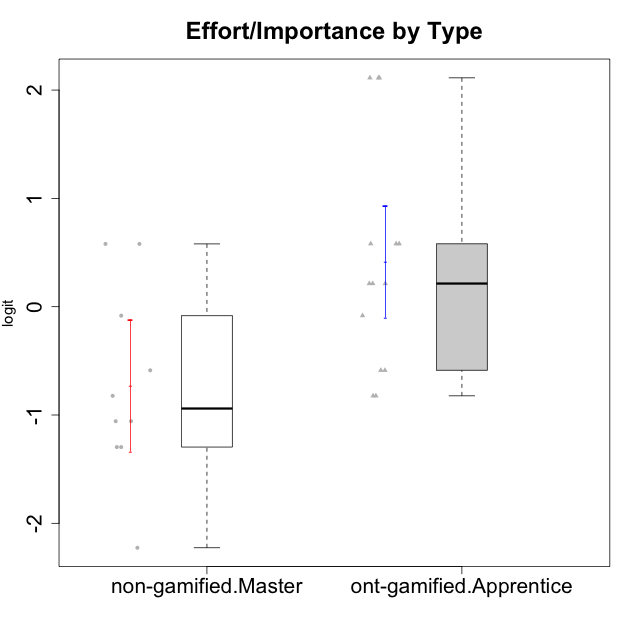 Effort/Importance by Type
2
1
0
-1
-2
logit
non-gamified.Master
ont-gamified.Apprentice